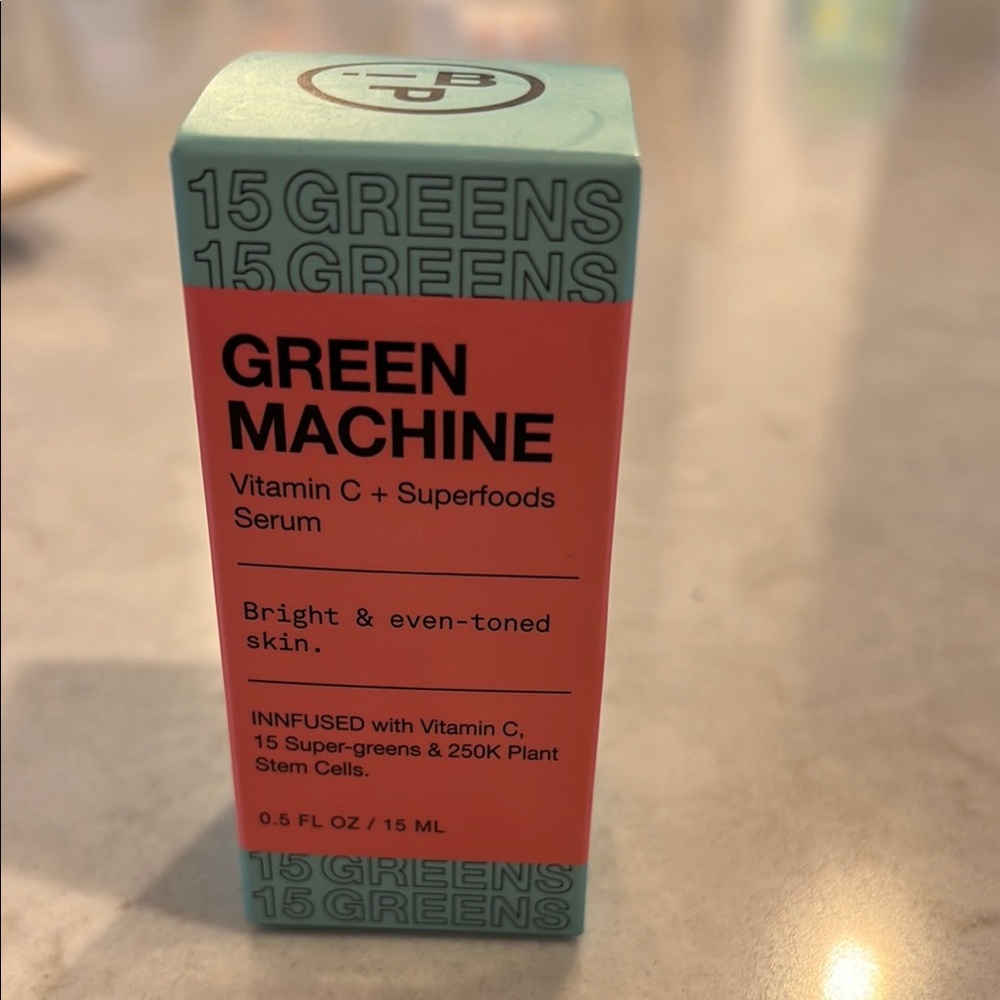 15 GREENS
15 GREENS
GREEN
MACHINE
Vitamin C + Superfoods
Serum
Bright & even-toned
skin.
INNFUSED with Vitamin C,
15 Super-greens & 250K Plant
Stem Cells.
0.5 FL OZ / 15 ML
15 GREENS
15 GREENS